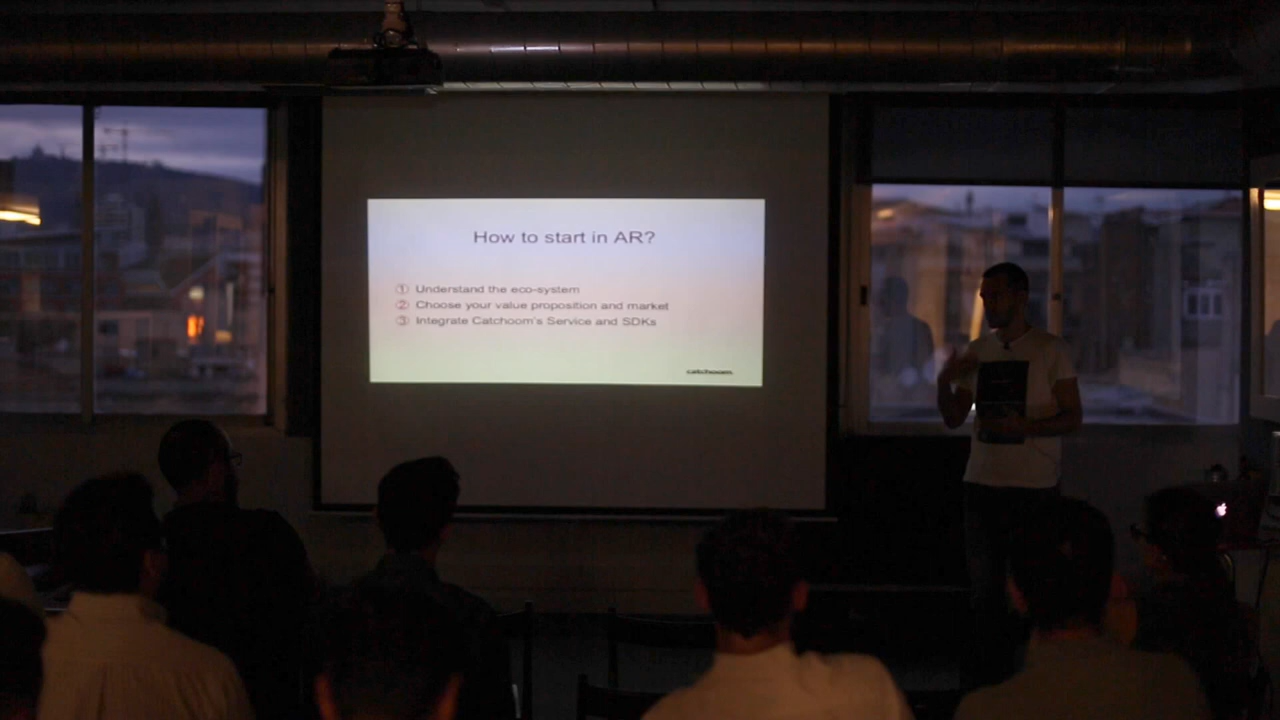 How to start in AR?
① Understand the eco-system
② Choose your value proposition and market
③ Integrate Catchoom's Service and SDKs
catchoom